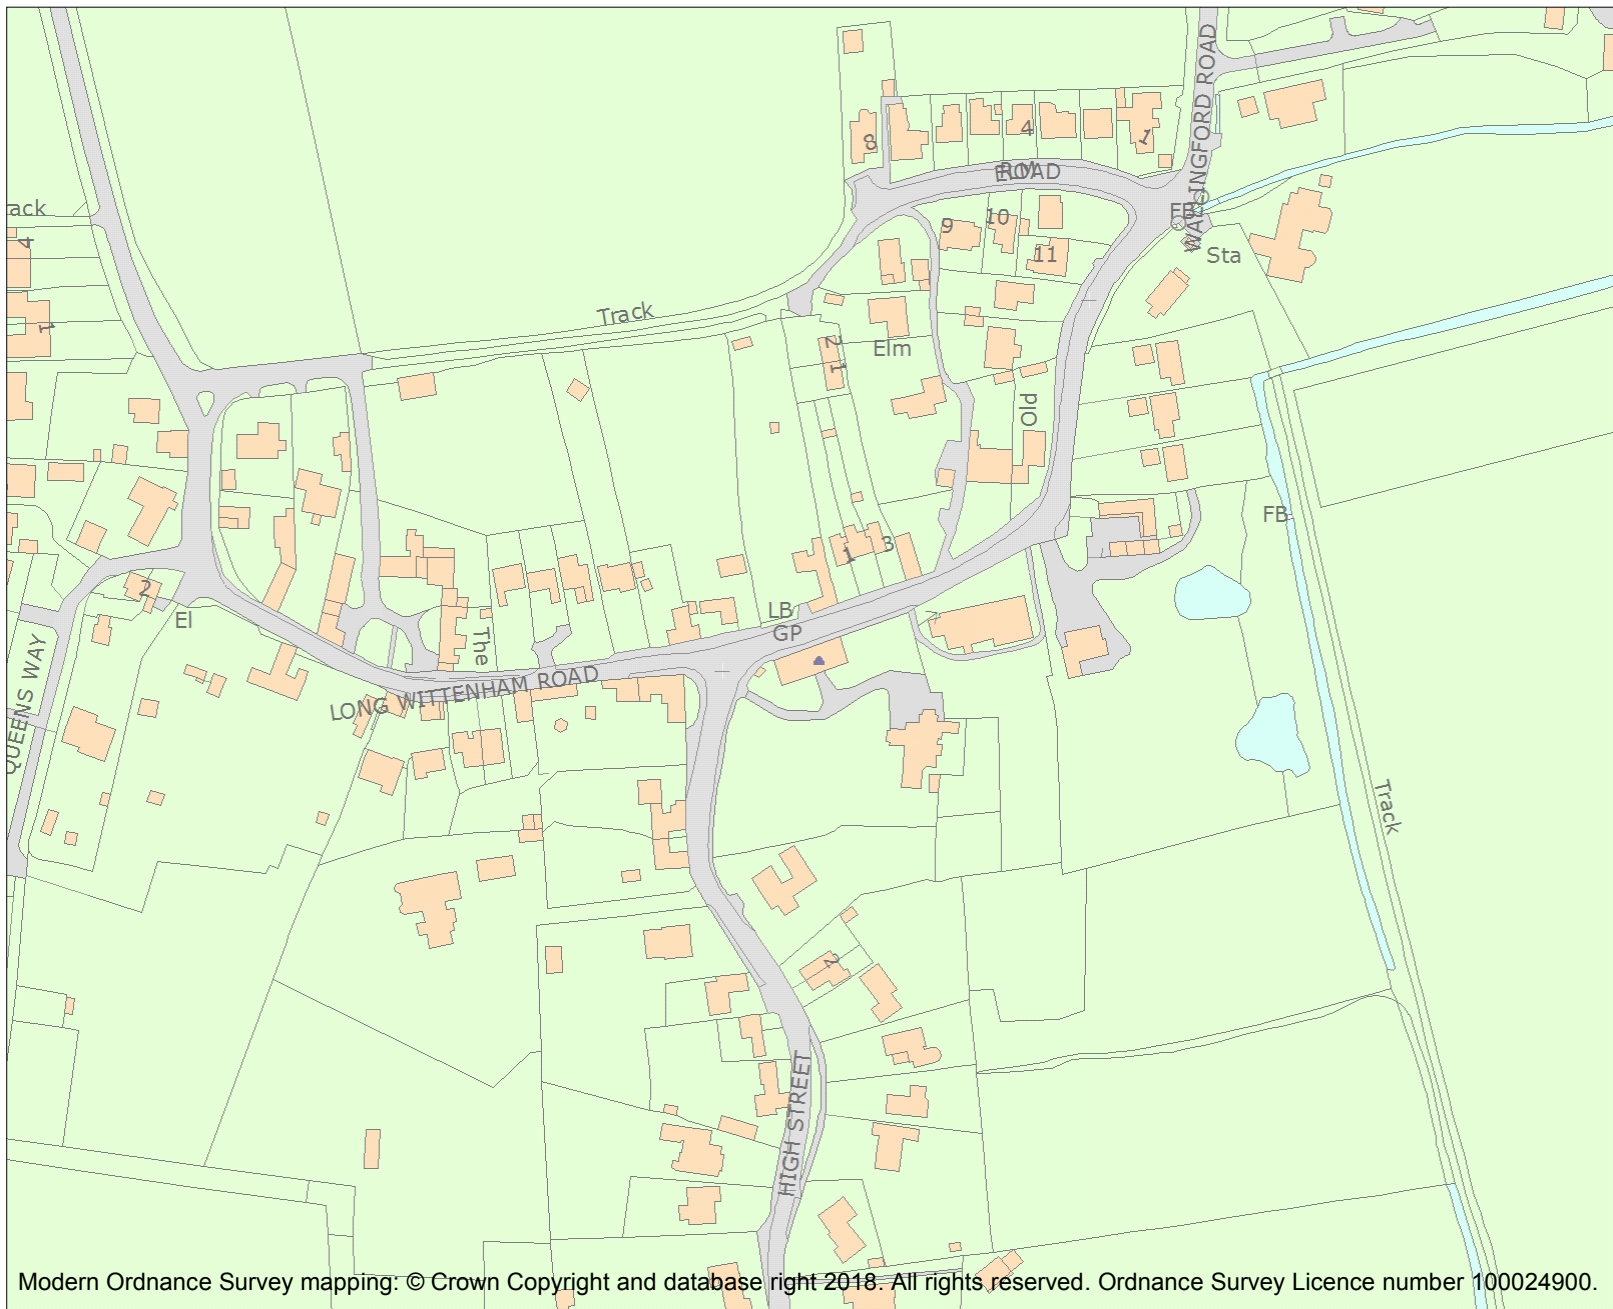 WALLINGFORD ROAD
8
4
1
ELM
ROAD
ack
4
FB
9
10
11
Sta
1
Track
2
1
Elm
Old
FB
1
3
2
LB
El
GP
7
The
QUEENS WAY
LONG WITTENHAM ROAD
Track
2
HIGH STREET
Modern Ordnance Survey mapping: © Crown Copyright and database right 2018. All rights reserved. Ordnance Survey Licence number 100024900.